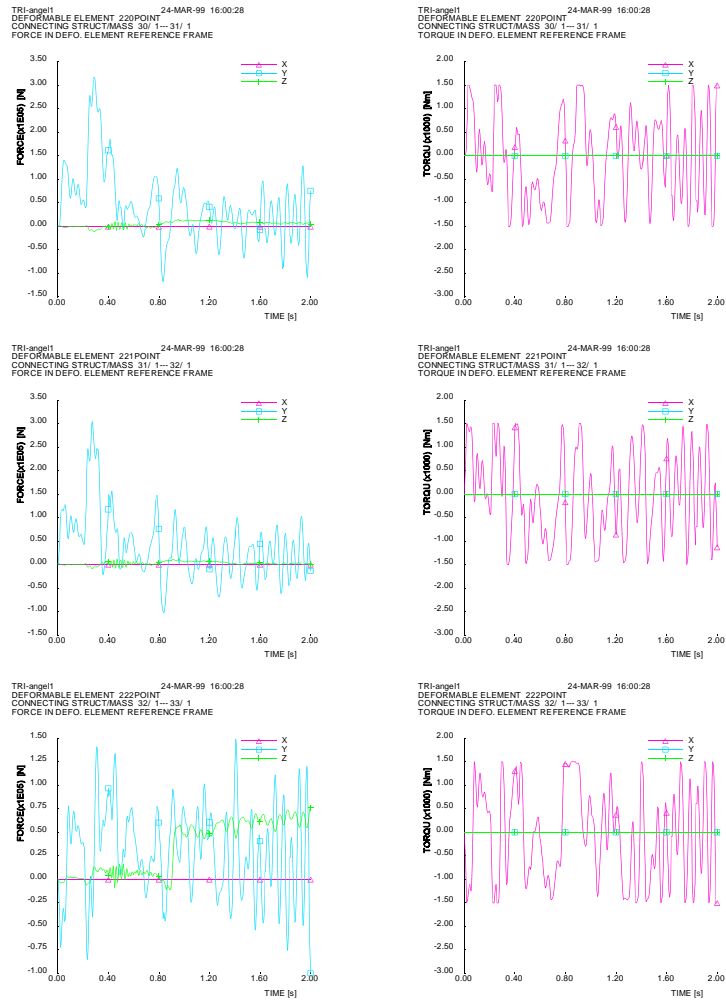 TRI-angel1 24-MAR-99 16:00:28
DEFORMABLE ELEMENT 220POINT
CONNECTING STRUCT/MASS 30/ 1---31/ 1
FORCE IN DEFO. ELEMENT REFERENCE FRAME
X
Y
Z
FORCE(x1E05) [N]
3.50
3.00
2.50
2.00
1.50
1.00
0.50
0.00
-0.50
-1.00
-1.50
0.00 0.40 0.80 1.20 1.60 2.00
TIME [s]
TRI-angel1 24-MAR-99 16:00:28
DEFORMABLE ELEMENT 220POINT
CONNECTING STRUCT/MASS 30/ 1---31/ 1
TORQUE IN DEFO. ELEMENT REFERENCE FRAME
X
Y
Z
TORQU (x1000) [Nm]
2.00
1.50
1.00
0.50
0.00
-0.50
-1.00
-1.50
-2.00
-2.50
-3.00
0.00 0.40 0.80 1.20 1.60 2.00
TIME [s]
TRI-angel1 24-MAR-99 16:00:28
DEFORMABLE ELEMENT 221POINT
CONNECTING STRUCT/MASS 31/ 1---32/ 1
FORCE IN DEFO. ELEMENT REFERENCE FRAME
X
Y
Z
FORCE(x1E05) [N]
3.50
3.00
2.50
2.00
1.50
1.00
0.50
0.00
-0.50
-1.00
-1.50
0.00 0.40 0.80 1.20 1.60 2.00
TIME [s]
TRI-angel1 24-MAR-99 16:00:28
DEFORMABLE ELEMENT 221POINT
CONNECTING STRUCT/MASS 31/ 1---32/ 1
TORQUE IN DEFO. ELEMENT REFERENCE FRAME
X
Y
Z
TORQU (x1000) [Nm]
2.00
1.50
1.00
0.50
0.00
-0.50
-1.00
-1.50
-2.00
-2.50
-3.00
0.00 0.40 0.80 1.20 1.60 2.00
TIME [s]
TRI-angel1 24-MAR-99 16:00:28
DEFORMABLE ELEMENT 222POINT
CONNECTING STRUCT/MASS 32/ 1---33/ 1
FORCE IN DEFO. ELEMENT REFERENCE FRAME
X
Y
Z
FORCE(x1E05) [N]
1.50
1.25
1.00
0.75
0.50
0.25
0.00
-0.25
-0.50
-0.75
-1.00
0.00 0.40 0.80 1.20 1.60 2.00
TIME [s]
TRI-angel1 24-MAR-99 16:00:28
DEFORMABLE ELEMENT 222POINT
CONNECTING STRUCT/MASS 32/ 1---33/ 1
TORQUE IN DEFO. ELEMENT REFERENCE FRAME
X
Y
Z
TORQU (x1000) [Nm]
2.00
1.50
1.00
0.50
0.00
-0.50
-1.00
-1.50
-2.00
-2.50
-3.00
0.00 0.40 0.80 1.20 1.60 2.00
TIME [s]